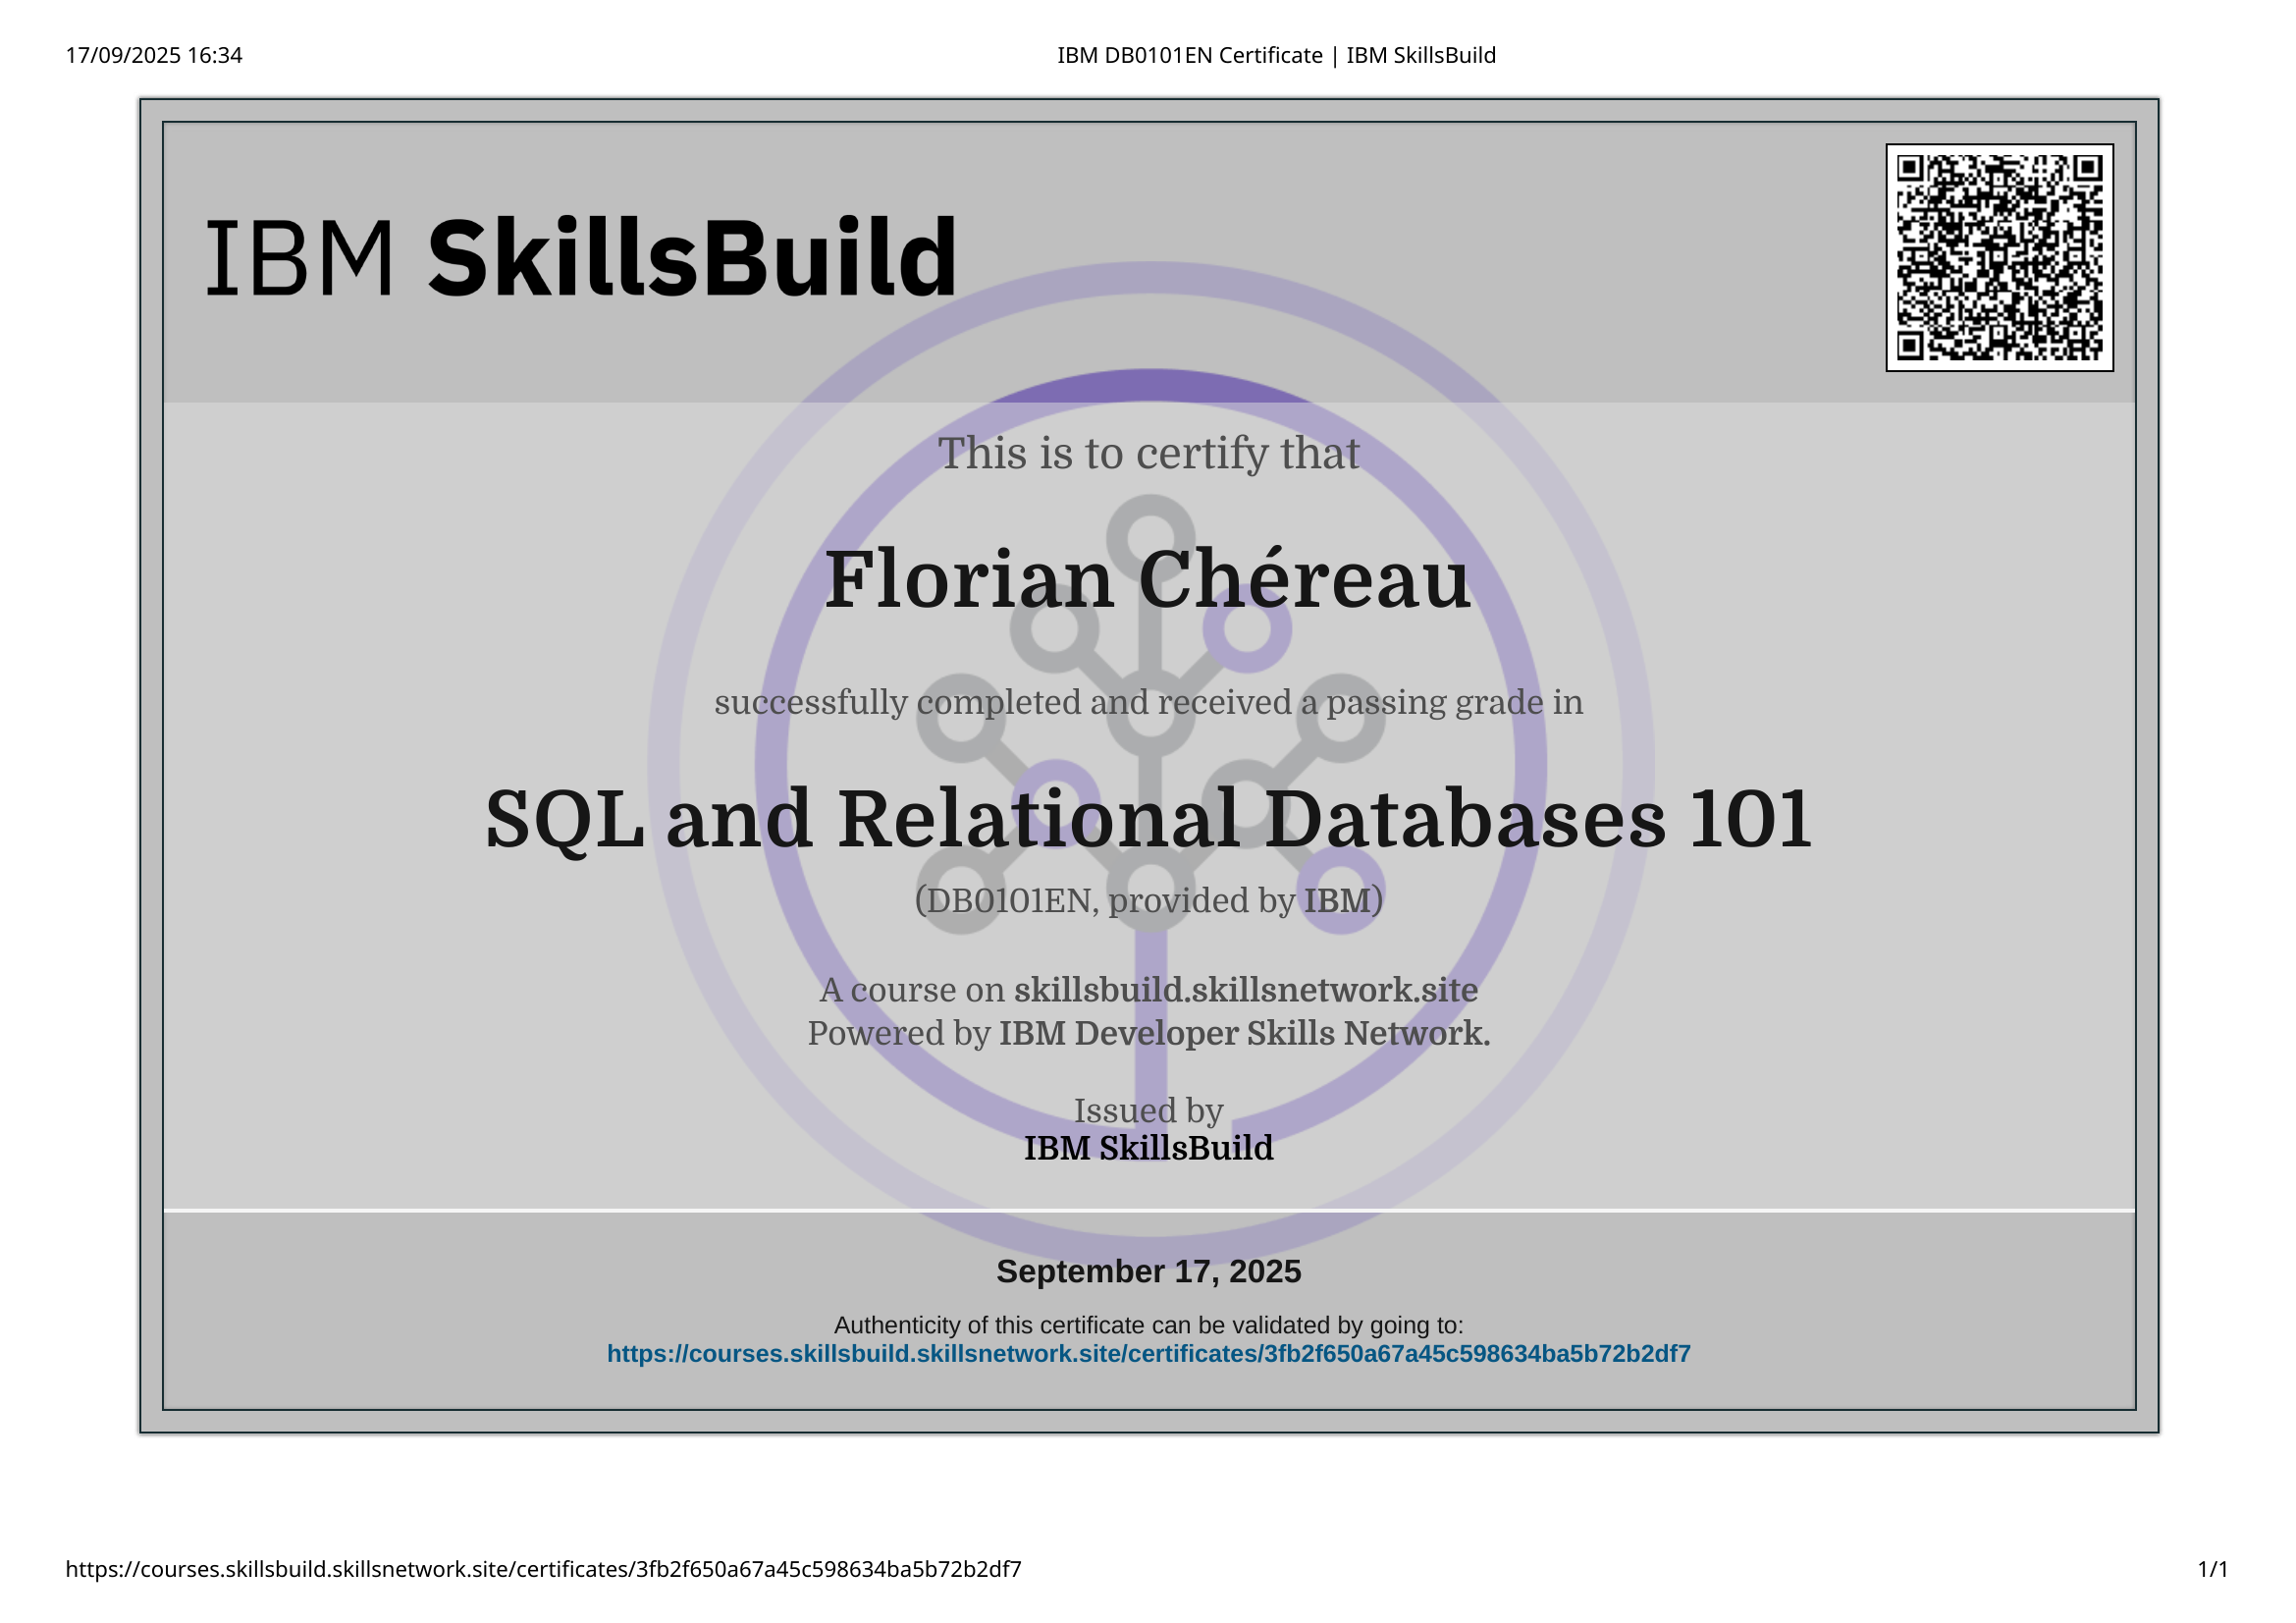 17/09/2025 16:34
IBM DB0101EN Certificate | IBM SkillsBuild
IBM SkillsBuild
This is to certify that
Florian Chéreau
successfully completed and received a passing grade in
SQL and Relational Databases 101
(DB0101EN, provided by IBM)
A course on skillsbuild.skillsnetwork.site
Powered by IBM Developer Skills Network.
Issued by
IBM SkillsBuild
September 17, 2025
Authenticity of this certificate can be validated by going to:
https://courses.skillsbuild.skillsnetwork.site/certificates/3fb2f650a67a45c598634ba5b72b2df7
https://courses.skillsbuild.skillsnetwork.site/certificates/3fb2f650a67a45c598634ba5b72b2df7
1/1